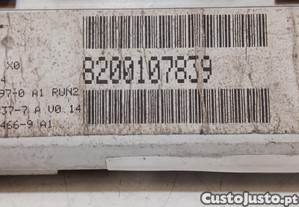 X0
4
8200107839
97-0 A1 RUN2
37-7 A V0.14
466-9 A1
CustoJusto.pt